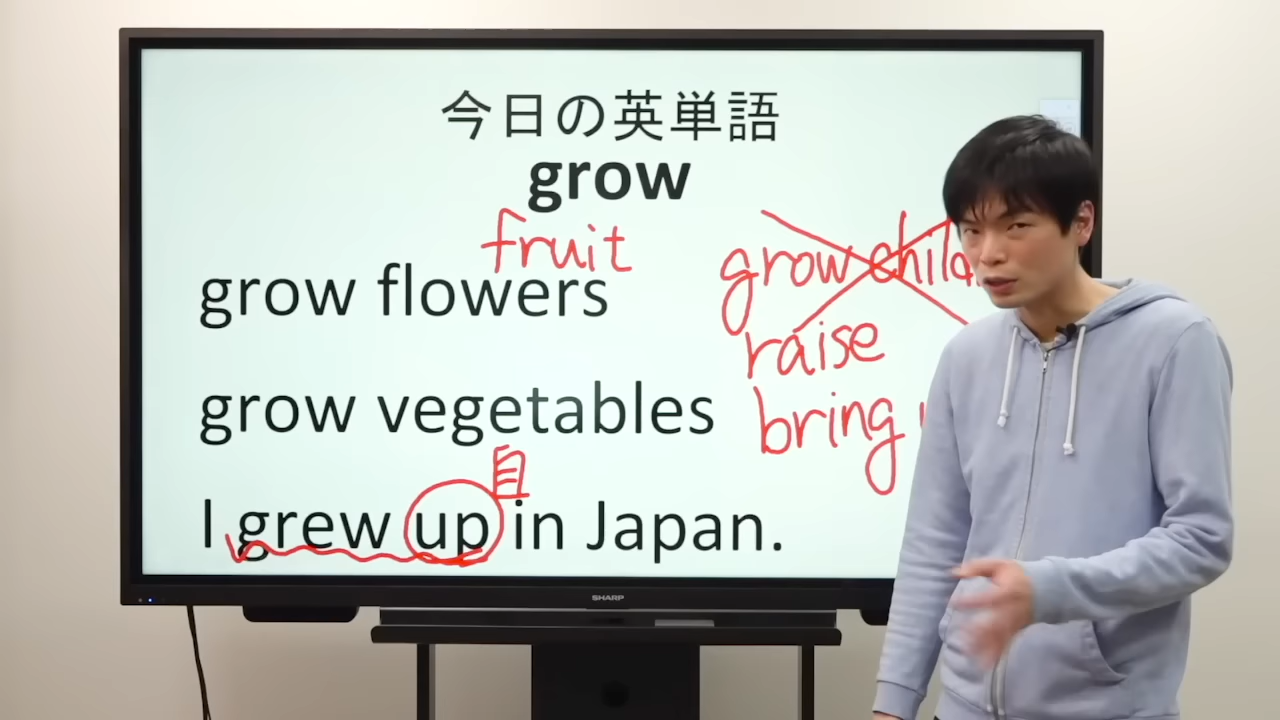 今日の英単語
grow
fruit
grow flowers
grow
raise
grow vegetables
bring
自
I grew up in Japan.
SHARP